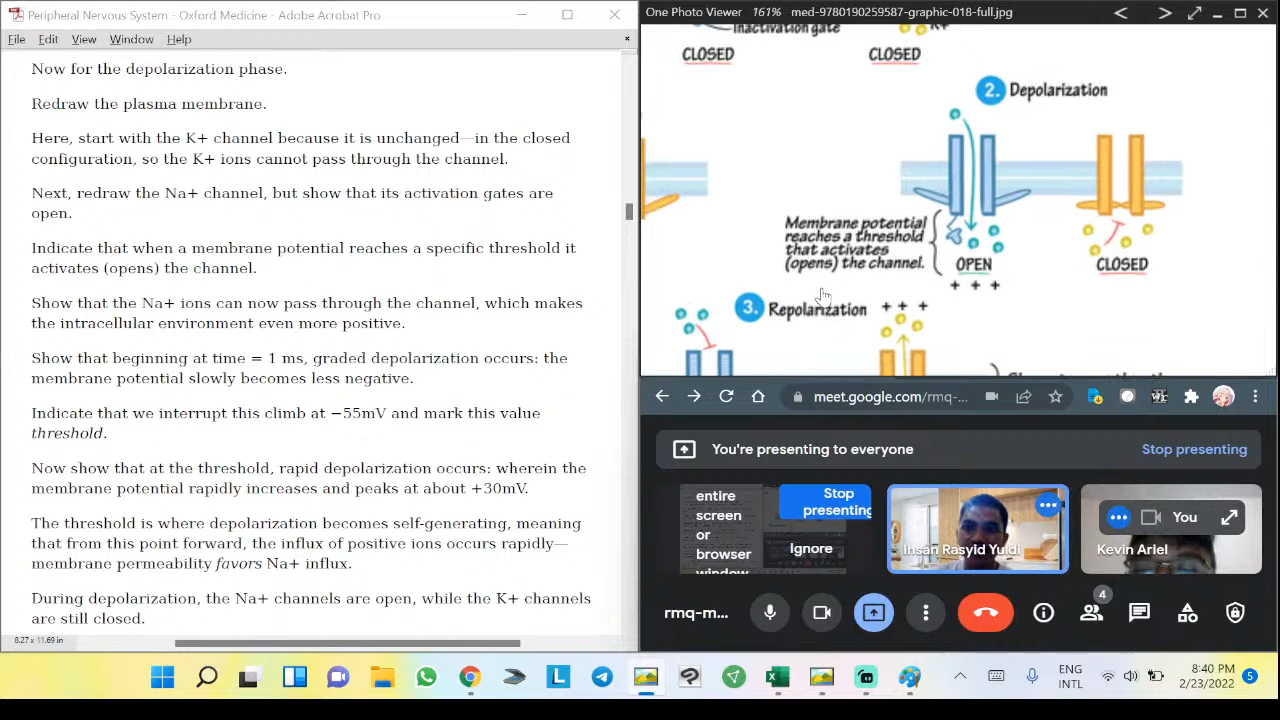 Peripheral Nervous System - Oxford Medicine - Adobe Acrobat Pro
File
Window Help
Now for the depolarization phase.
Redraw the plasma membrane.
Here, start with the K+ channel because it is unchanged—in the closed
configuration, so the K+ ions cannot pass through the channel.
Next, redraw the Na+ channel, but show that its activation gates are
open.
Indicate that when a membrane potential reaches a specific threshold it
activates (opens) the channel.
Show that the Na+ ions can now pass through the channel, which makes
the intracellular environment even more positive.
Show that beginning at time = 1 ms, graded depolarization occurs: the
membrane potential slowly becomes less negative.
Indicate that we interrupt this climb at −55mV and mark this value
threshold.
Now show that at the threshold, rapid depolarization occurs: wherein the
membrane potential rapidly increases and peaks at about +30mV.
The threshold is where depolarization becomes self-generating, meaning
that from this point forward, the influx of positive ions occurs rapidly—
membrane permeability favors Na+ influx.
During depolarization, the Na+ channels are open, while the K+ channels
are still closed.
8.27 x 11.69 in
One Photo Viewer 161% med-9780190259587-graphic-018-full.jpg
Inactivation gate K+
CLOSED CLOSED
2. Depolarization
Membrane potential
reaches a threshold
that activates
(opens) the channel.
OPEN CLOSED
+ + +
3. Repolarization + + +
meet.google.com/rmq-...
You're presenting to everyone Stop presenting
entire
screen
or
browser
window
Stop
presenting
Ignore
Ihsan Rasyid Yuldi
You
Kevin Ariel
rmq-m...
4
ENG
INTL
8:40 PM
2/23/2022
5